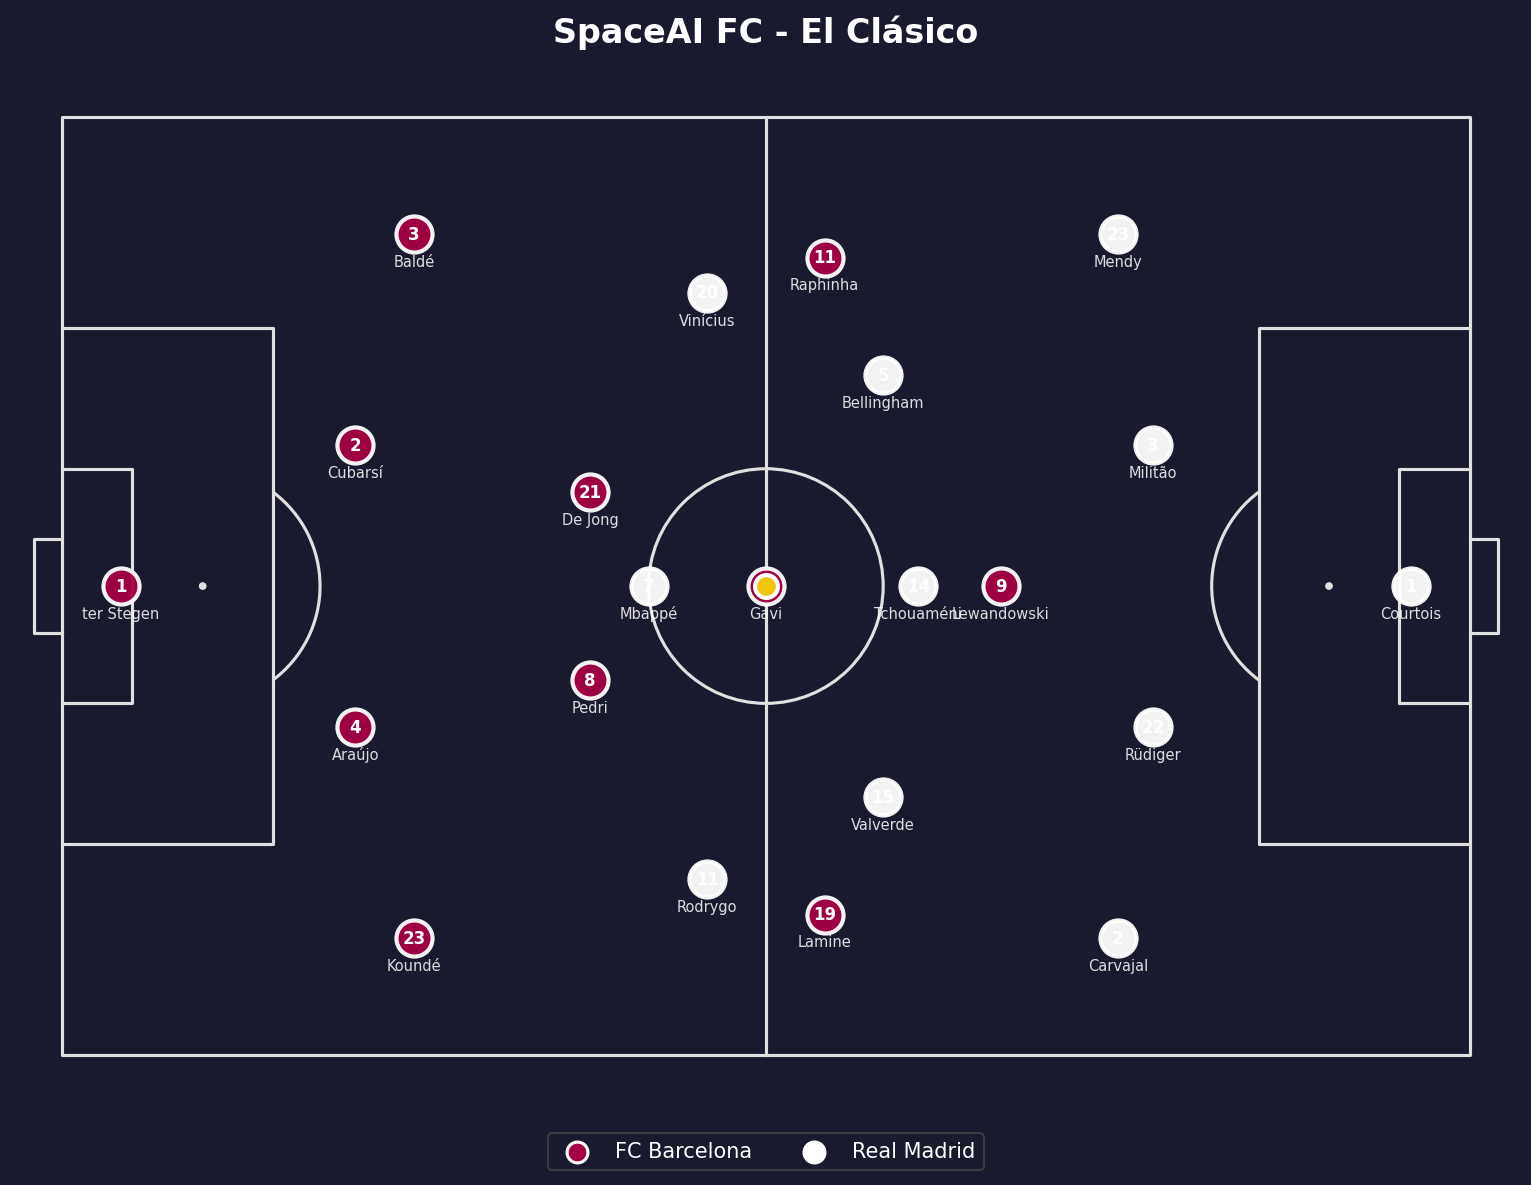 SpaceAI FC - El Clásico
3
Baldé
23
Mendy
11
Raphinha
20
Vinícius
5
Bellingham
2
Cubarsí
3
Militão
21
De Jong
1
ter Stegen
7
Mbappé
Gavi
14
Tchouaméni
9
Lewandowski
1
Courtois
8
Pedri
4
Araújo
22
Rüdiger
15
Valverde
11
Rodrygo
19
Lamine
23
Koundé
2
Carvajal
FC Barcelona
Real Madrid